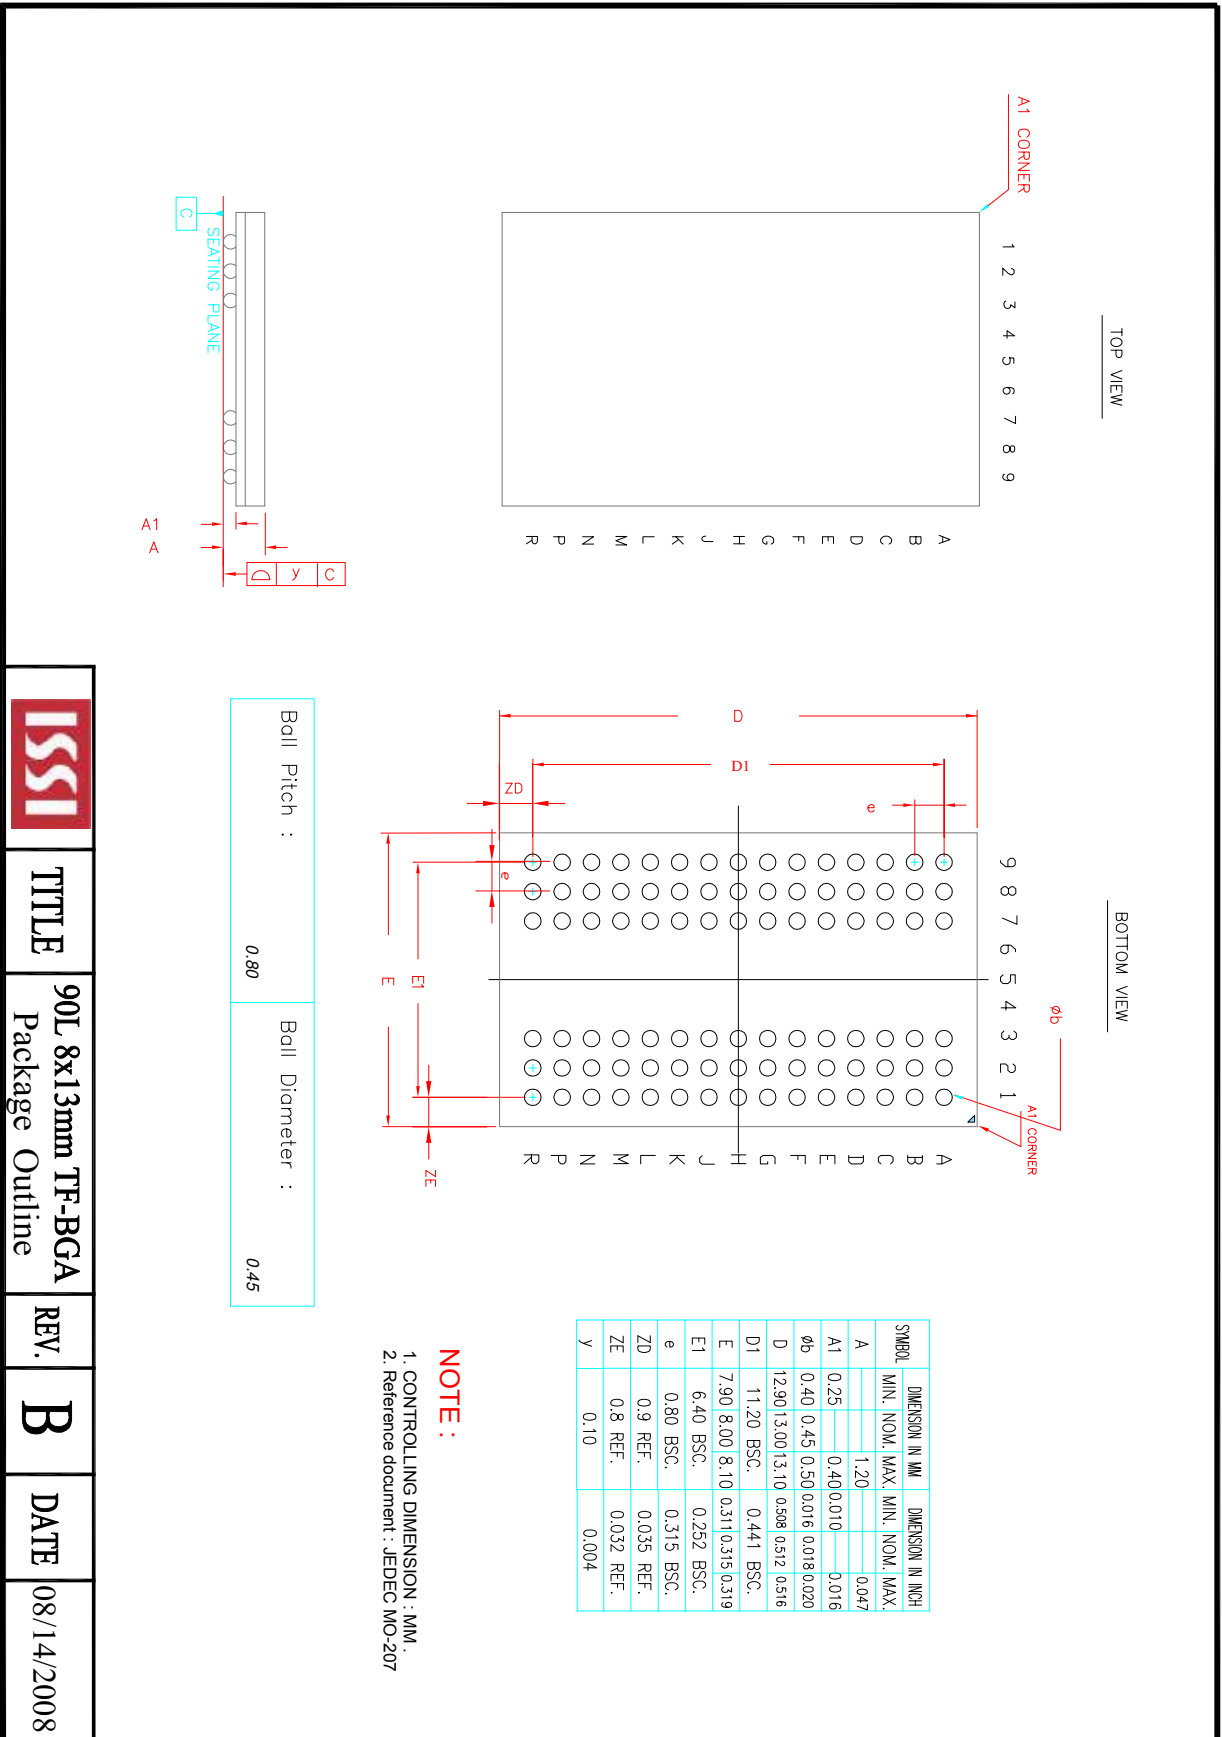 TOP VIEW
A1 CORNER
1 2 3 4 5 6 7 8 9
A
B
C
D
E
F
G
H
J
K
L
M
N
P
R
SEATING PLANE
C
A1
A
y C
BOTTOM VIEW
Øb
A1 CORNER
9 8 7 6 5 4 3 2 1
A
B
C
D
E
F
G
H
J
K
L
M
N
P
R
e
D
D1
ZD
e
E1
E
ZE
Ball Pitch :
0.80
Ball Diameter :
0.45
SYMBOL DIMENSION IN MM DIMENSION IN INCH
MIN. NOM. MAX. MIN. NOM. MAX.
A 1.20 0.047
A1 0.25 0.40 0.010 0.016
Øb 0.40 0.45 0.50 0.016 0.018 0.020
D 12.90 13.00 13.10 0.508 0.512 0.516
D1 11.20 BSC. 0.441 BSC.
E 7.90 8.00 8.10 0.311 0.315 0.319
E1 6.40 BSC. 0.252 BSC.
e 0.80 BSC. 0.315 BSC.
ZD 0.9 REF. 0.035 REF.
ZE 0.8 REF. 0.032 REF.
y 0.10 0.004
NOTE :
1. CONTROLLING DIMENSION : MM .
2. Reference document : JEDEC MO-207
ISSI
TITLE
90L 8x13mm TF-BGA
Package Outline
REV.
B
DATE
08/14/2008